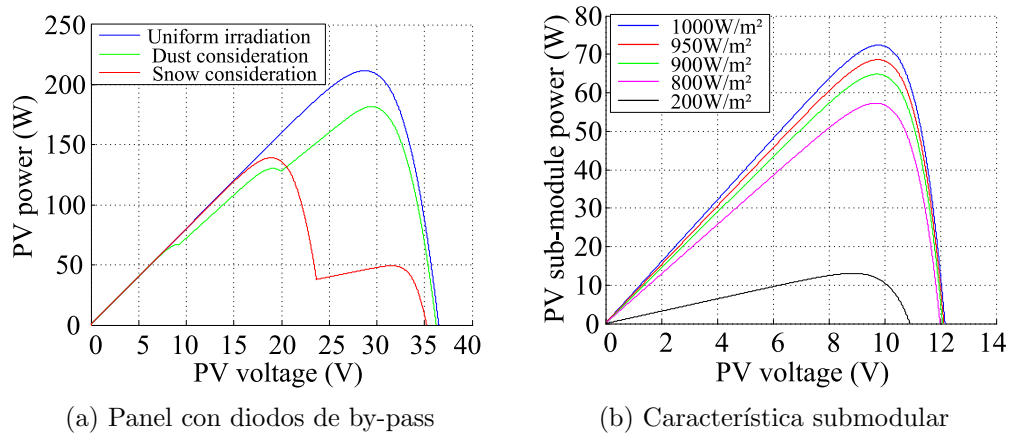 250
200
150
100
50
0
PV power (W)
Uniform irradiation
Dust consideration
Snow consideration
0 5 10 15 20 25 30 35 40
PV voltage (V)
(a) Panel con diodos de by-pass
80
70
60
50
40
30
20
10
0
PV sub-module power (W)
1000W/m²
950W/m²
900W/m²
800W/m²
200W/m²
0 2 4 6 8 10 12 14
PV voltage (V)
(b) Característica submodular